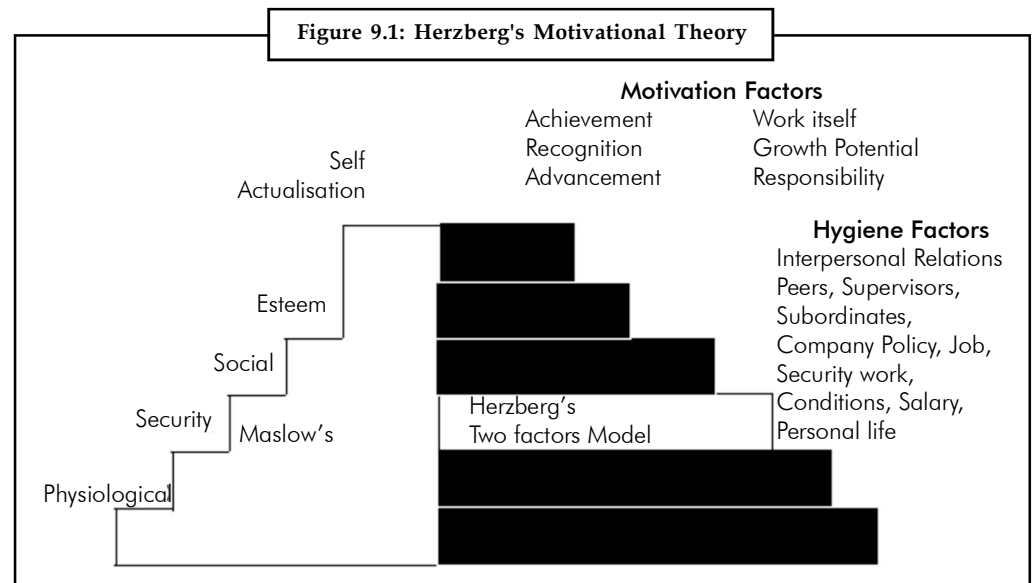 Figure 9.1: Herzberg's Motivational Theory
Motivation Factors
Achievement Work itself
Recognition Growth Potential
Advancement Responsibility
Self
Actualisation
Hygiene Factors
Interpersonal Relations
Peers, Supervisors,
Subordinates,
Company Policy, Job,
Security work,
Conditions, Salary,
Personal life
Esteem
Social
Security
Maslow's
Herzberg's
Two factors Model
Physiological